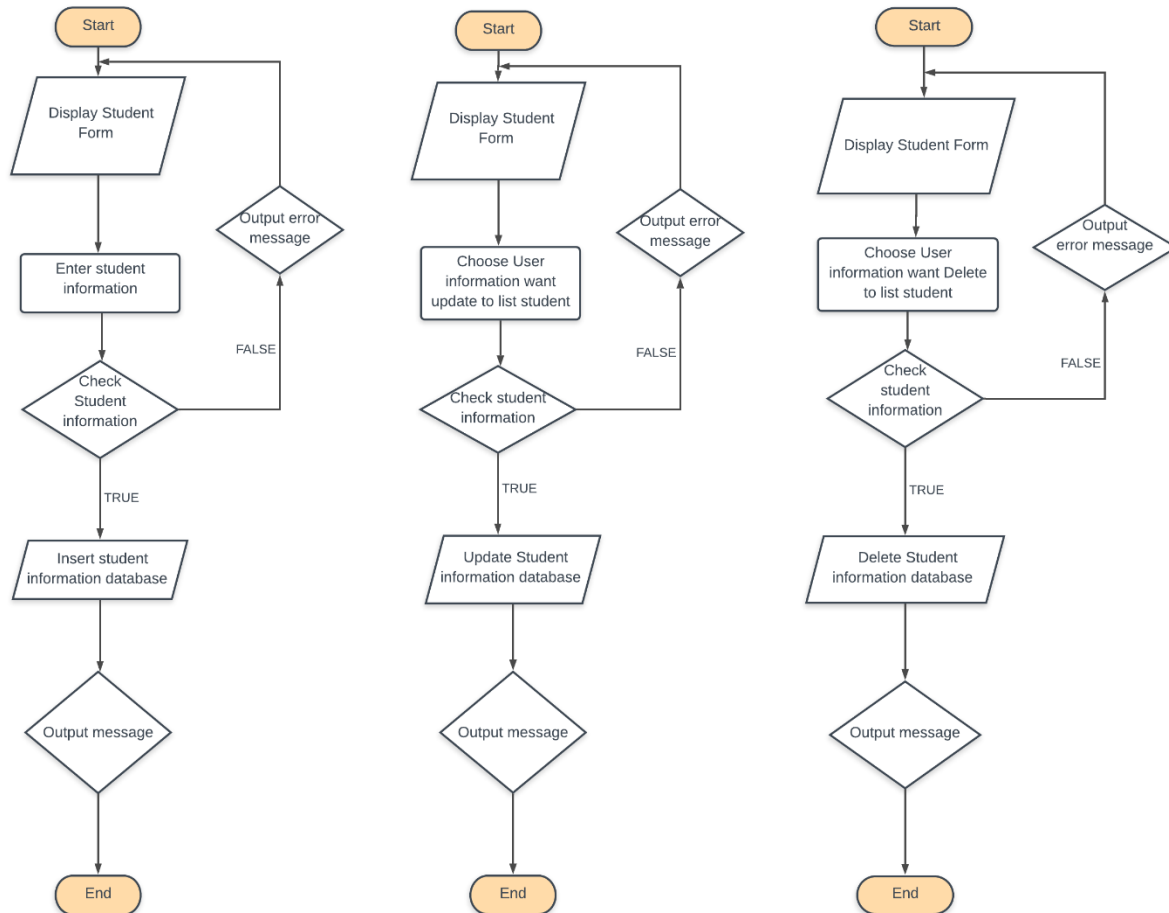 Start
Display Student
Form
Output error
message
Enter student
information
FALSE
Check
Student
information
TRUE
Insert student
information database
Output message
End
Start
Display Student
Form
Output error
message
Choose User
information want
update to list student
FALSE
Check student
information
TRUE
Update Student
information database
Output message
End
Start
Display Student Form
Output
error message
Choose User
information want Delete
to list student
FALSE
Check
student
information
TRUE
Delete Student
information database
Output message
End